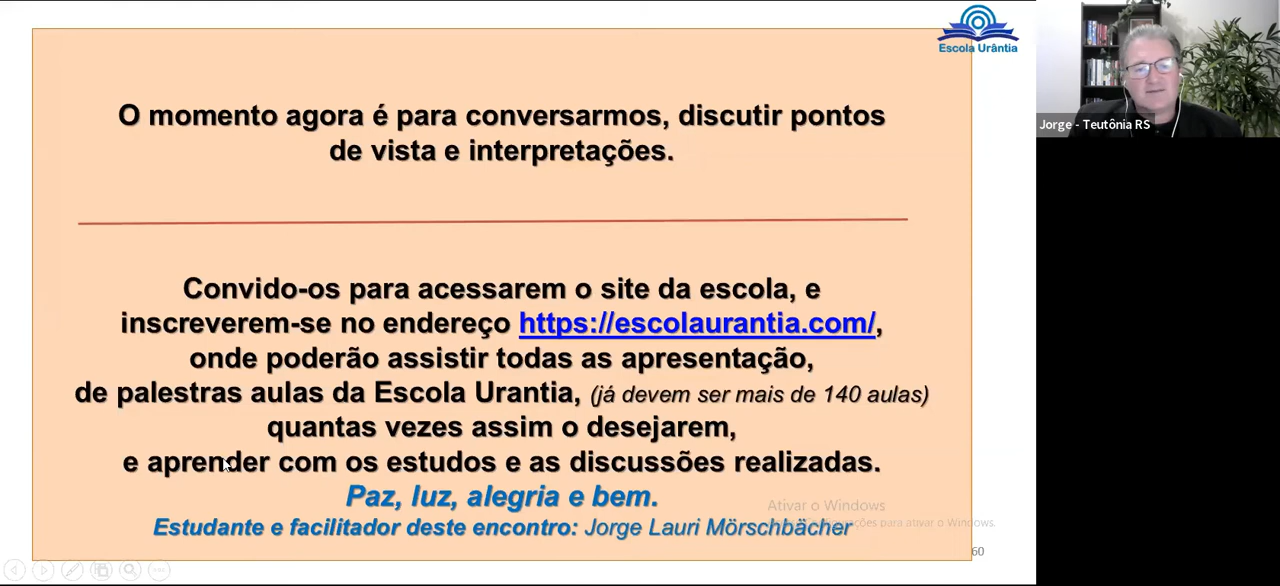 Escola Urântia
Jorge - Teutônia RS
O momento agora é para conversarmos, discutir pontos
de vista e interpretações.
Convido-os para acessarem o site da escola, e
inscreverem-se no endereço https://escolaurantia.com/,
onde poderão assistir todas as apresentação,
de palestras aulas da Escola Urantia, (já devem ser mais de 140 aulas)
quantas vezes assim o desejarem,
e aprender com os estudos e as discussões realizadas.
Paz, luz, alegria e bem.
Ativar o Windows
Estudante e facilitador deste encontro: Jorge Lauri Mörschbächer
para ativar o Windows.
60